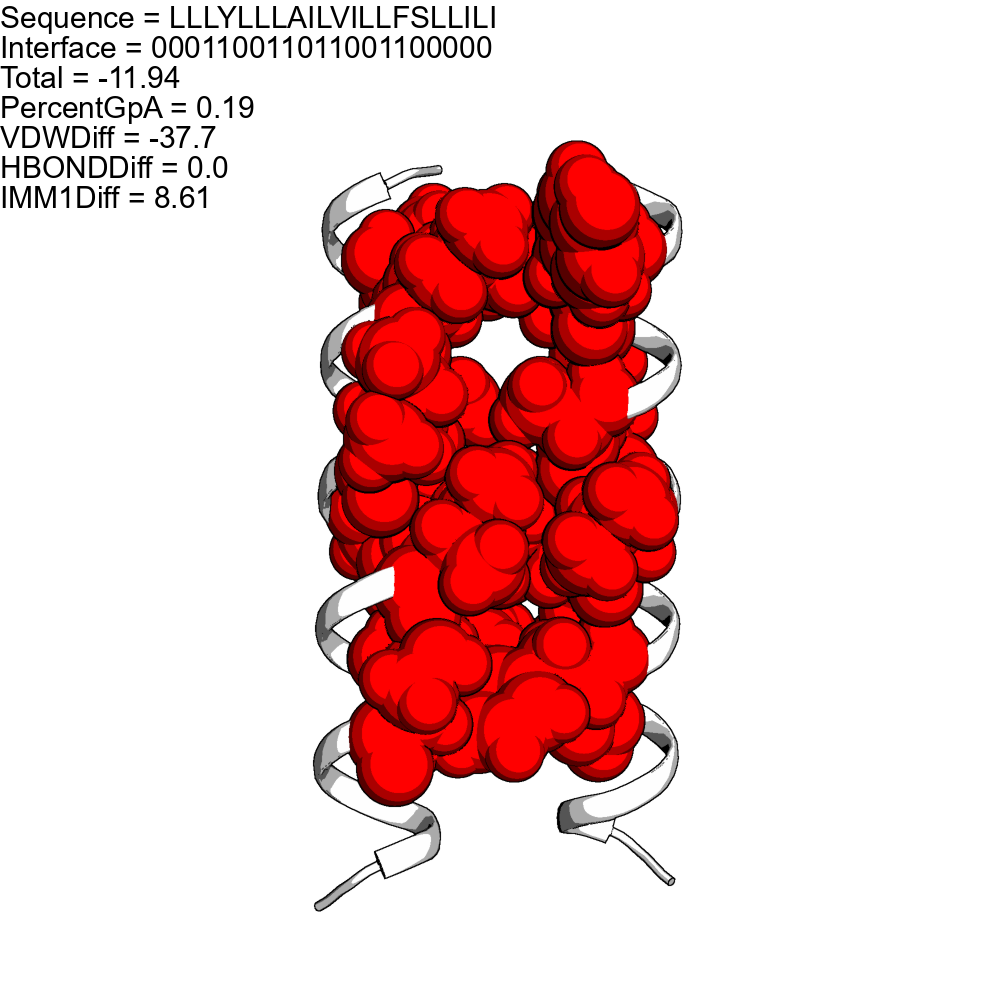 Sequence = LLLYLLLAILVILLFSLLILI
Interface = 000110011011001100000
Total = -11.94
PercentGpA = 0.19
VDWDiff = -37.7
HBONDDiff = 0.0
IMM1Diff = 8.61